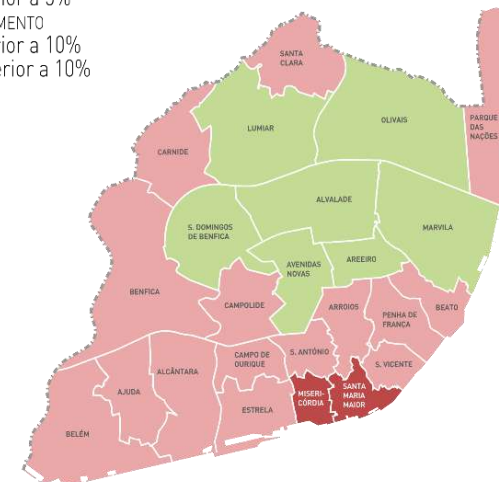 a 5%
MENTO
rior a 10%
erior a 10%
SANTA
CLARA
LUMIAR
OLIVAIS
PARQUE
DAS
NAÇÕES
CARNIDE
ALVALADE
S. DOMINGOS
DE BENFICA
MARVILA
AVENIDAS
NOVAS
AREEIRO
BENFICA
CAMPOLIDE
ARROIOS
PENHA DE
FRANÇA
BEATO
CAMPO DE
OURIQUE
S. ANTÓNIO
S. VICENTE
ALCÂNTARA
AJUDA
MISERI-
CÓRDIA
SANTA
MARIA
MAIOR
ESTRELA
BELÉM